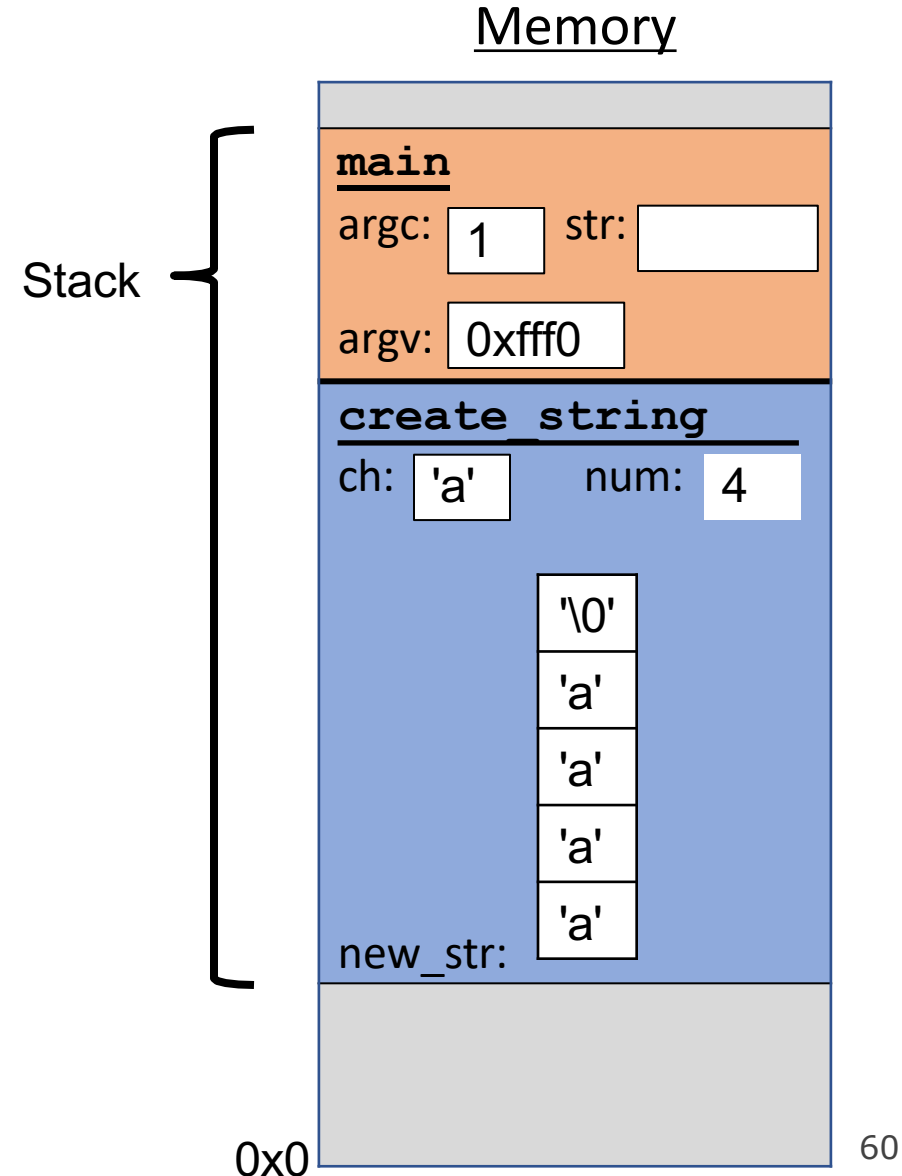 Memory
main
argc: 1 str:
Stack
argv: 0xfff0
create_string
ch: 'a' num: 4
'\0'
'a'
'a'
'a'
'a'
new_str:
0x0
60